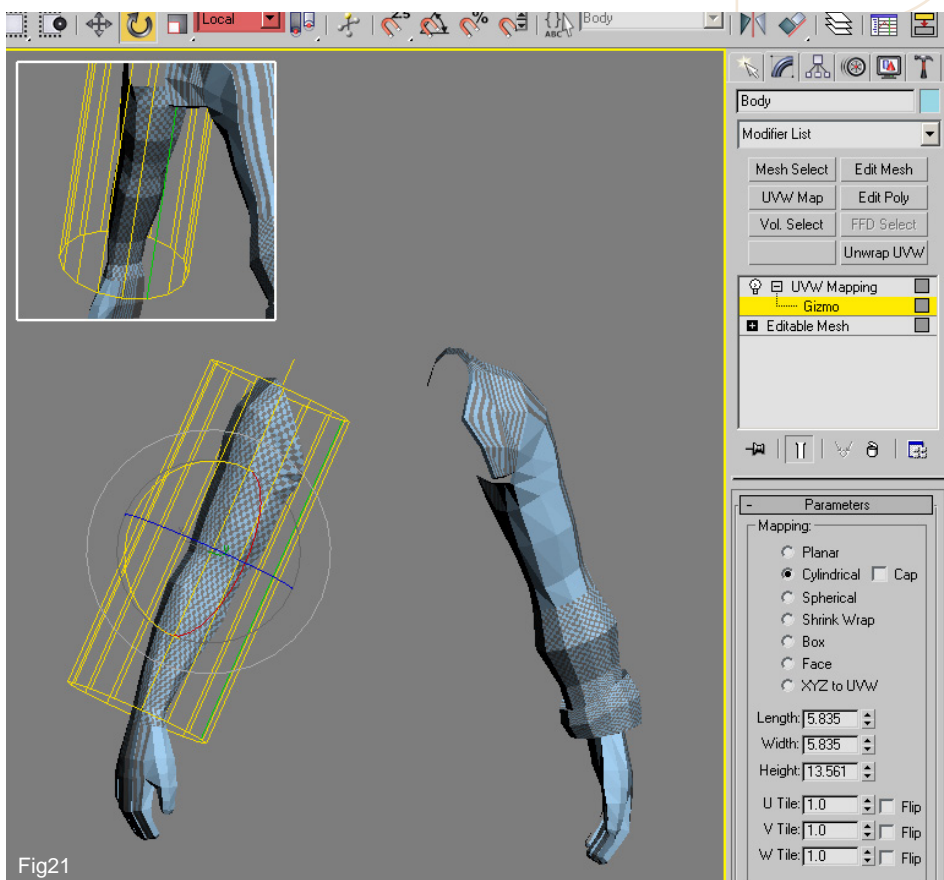 Local
2.5
%
{}
ABC
Body
Body
Modifier List
Mesh Select
Edit Mesh
UVW Map
Edit Poly
Vol. Select
FFD Select
Unwrap UVW
UVW Mapping
Gizmo
Editable Mesh
- Parameters
Mapping:
Planar
Cylindrical Cap
Spherical
Shrink Wrap
Box
Face
XYZ to UVW
Length: 5.835
Width: 5.835
Height: 13.561
U Tile: 1.0 Flip
V Tile: 1.0 Flip
W Tile: 1.0 Flip
Fig21